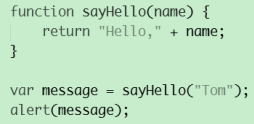 function sayHello(name) {
    return "Hello," + name;
}

var message = sayHello("Tom");
alert(message);